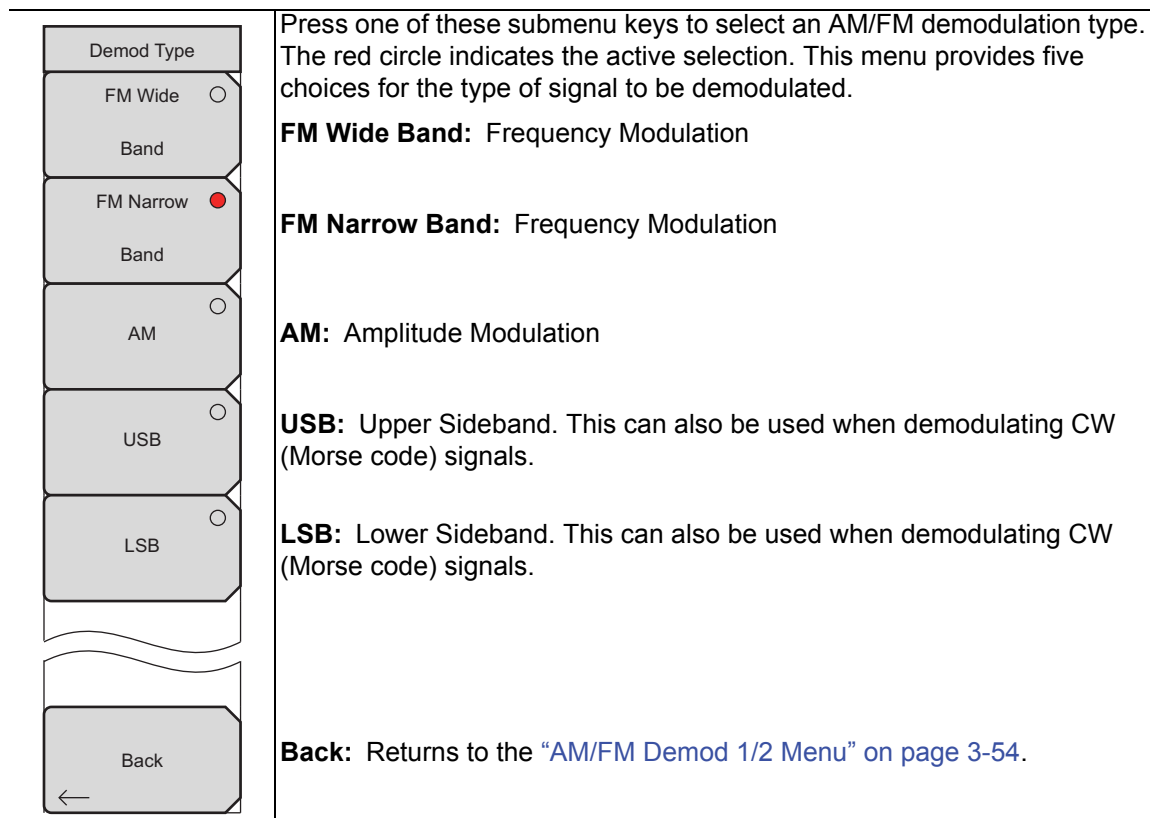 Demod Type
FM Wide
Band
FM Narrow
Band
AM
USB
LSB
Back
Press one of these submenu keys to select an AM/FM demodulation type.
The red circle indicates the active selection. This menu provides five
choices for the type of signal to be demodulated.
FM Wide Band: Frequency Modulation
FM Narrow Band: Frequency Modulation
AM: Amplitude Modulation
USB: Upper Sideband. This can also be used when demodulating CW
(Morse code) signals.
LSB: Lower Sideband. This can also be used when demodulating CW
(Morse code) signals.
Back: Returns to the “AM/FM Demod 1/2 Menu” on page 3-54.